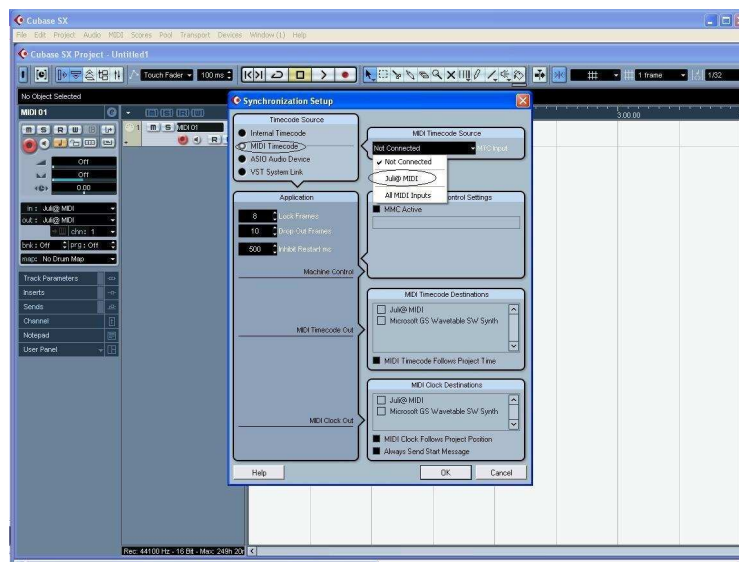 Cubase SX
File Edit Project Audio MIDI Scores Pool Transport Devices Window (1) Help
Cubase SX Project - Untitled1
Touch Fader 100 ms 1 frame 1/32
No Object Selected
MIDI 01
3.00.00
M S R W
1 M S MIDI 01
R
Off
Off
0.00
in : Juli@ MIDI
out : Juli@ MIDI
chn: 1
bnk : Off prg : Off
map: No Drum Map
Track Parameters
Inserts
Sends
Channel
Notepad
User Panel
Synchronization Setup
Timecode Source
Internal Timecode
MIDI Timecode
ASIO Audio Device
VST System Link
MIDI Timecode Source
Not Connected MTC Input
Not Connected
Juli@ MIDI
All MIDI Inputs
Application
8 Lock Frames
10 Drop Out Frames
500 Inhibit Restart ms
Machine Control
MIDI Timecode Out
MIDI Clock Out
ontrol Settings
MMC Active
MIDI Timecode Destinations
Juli@ MIDI
Microsoft GS Wavetable SW Synth
MIDI Timecode Follows Project Time
MIDI Clock Destinations
Juli@ MIDI
Microsoft GS Wavetable SW Synth
MIDI Clock Follows Project Position
Always Send Start Message
Help OK Cancel
Rec: 44100 Hz - 16 Bit - Max: 249h 20